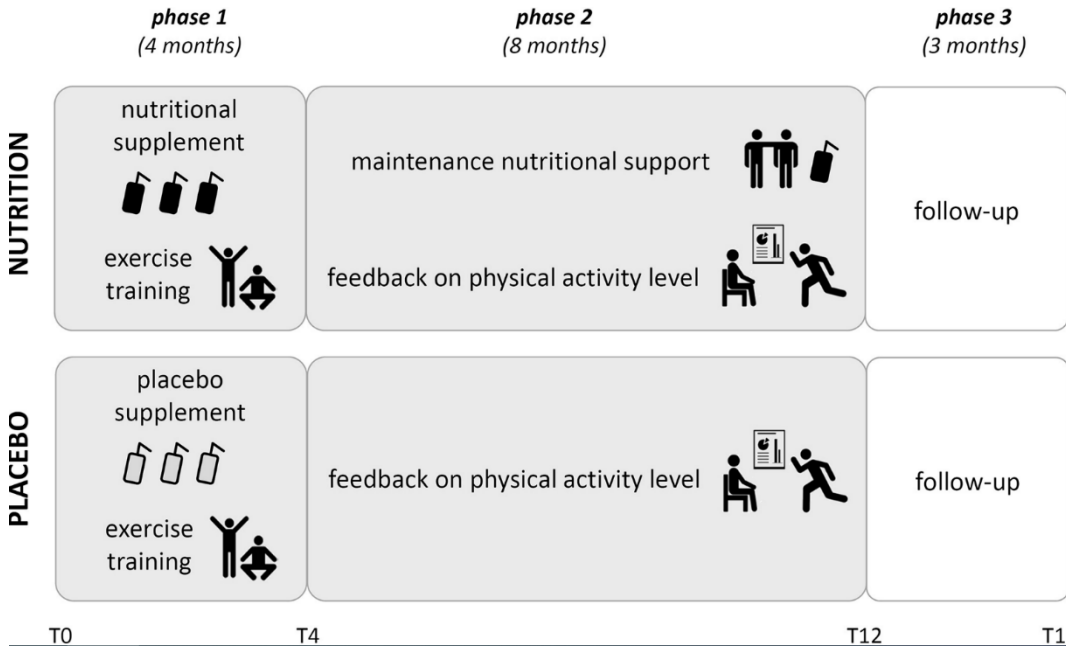 phase 1
(4 months)
phase 2
(8 months)
phase 3
(3 months)
NUTRITION
nutritional
supplement
exercise
training
maintenance nutritional support
feedback on physical activity level
follow-up
PLACEBO
placebo
supplement
exercise
training
feedback on physical activity level
follow-up
T0
T4
T12
T1